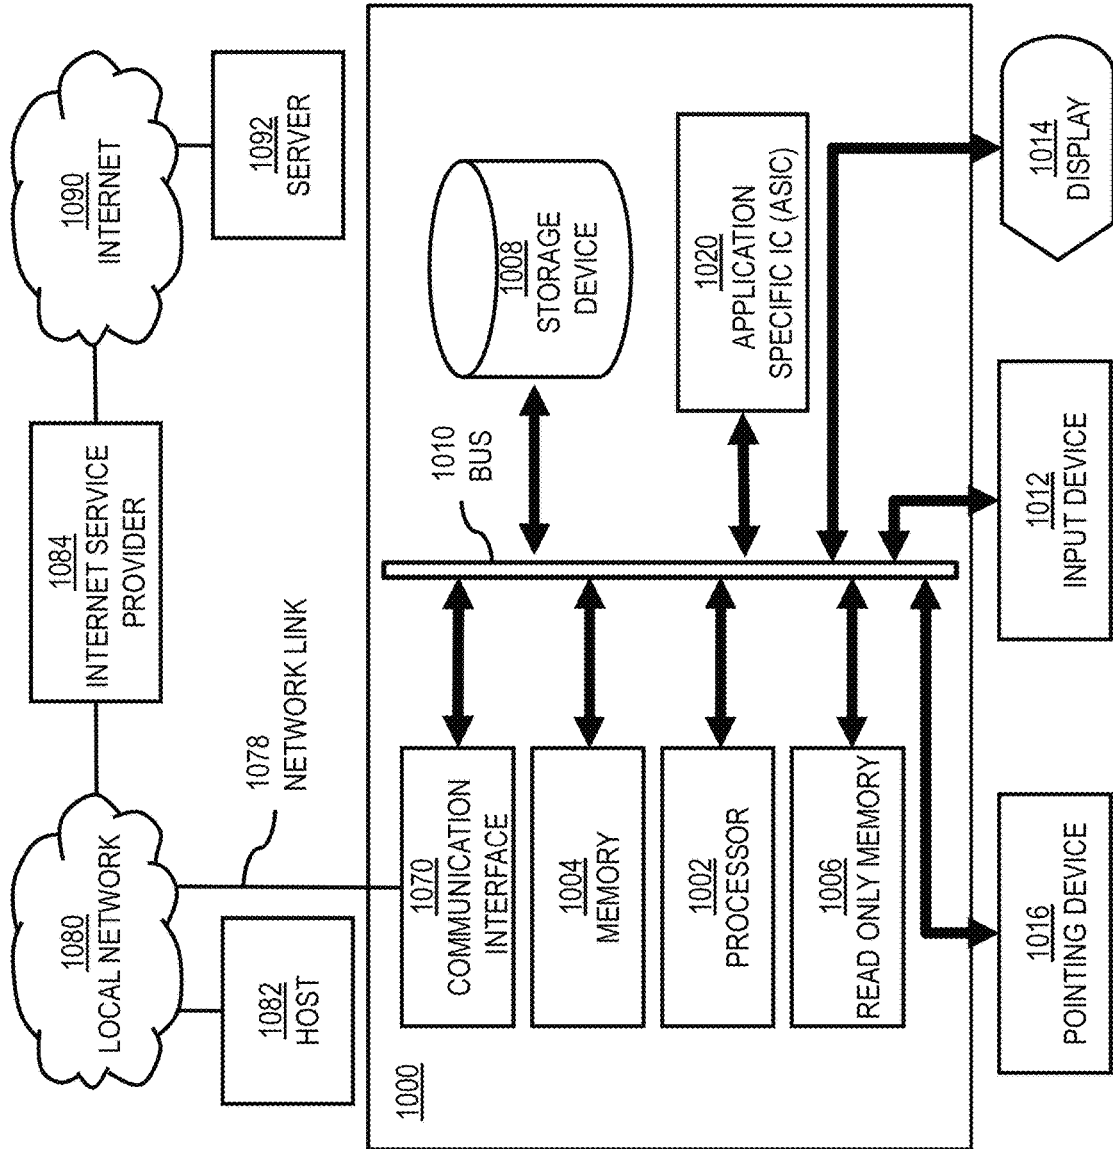 1080
LOCAL NETWORK
1082
HOST
1078
NETWORK LINK
1084
INTERNET SERVICE
PROVIDER
1090
INTERNET
1092
SERVER
1000
1070
COMMUNICATION
INTERFACE
1004
MEMORY
1002
PROCESSOR
1006
READ ONLY MEMORY
1010
BUS
1008
STORAGE
DEVICE
1020
APPLICATION
SPECIFIC IC (ASIC)
1016
POINTING DEVICE
1012
INPUT DEVICE
1014
DISPLAY